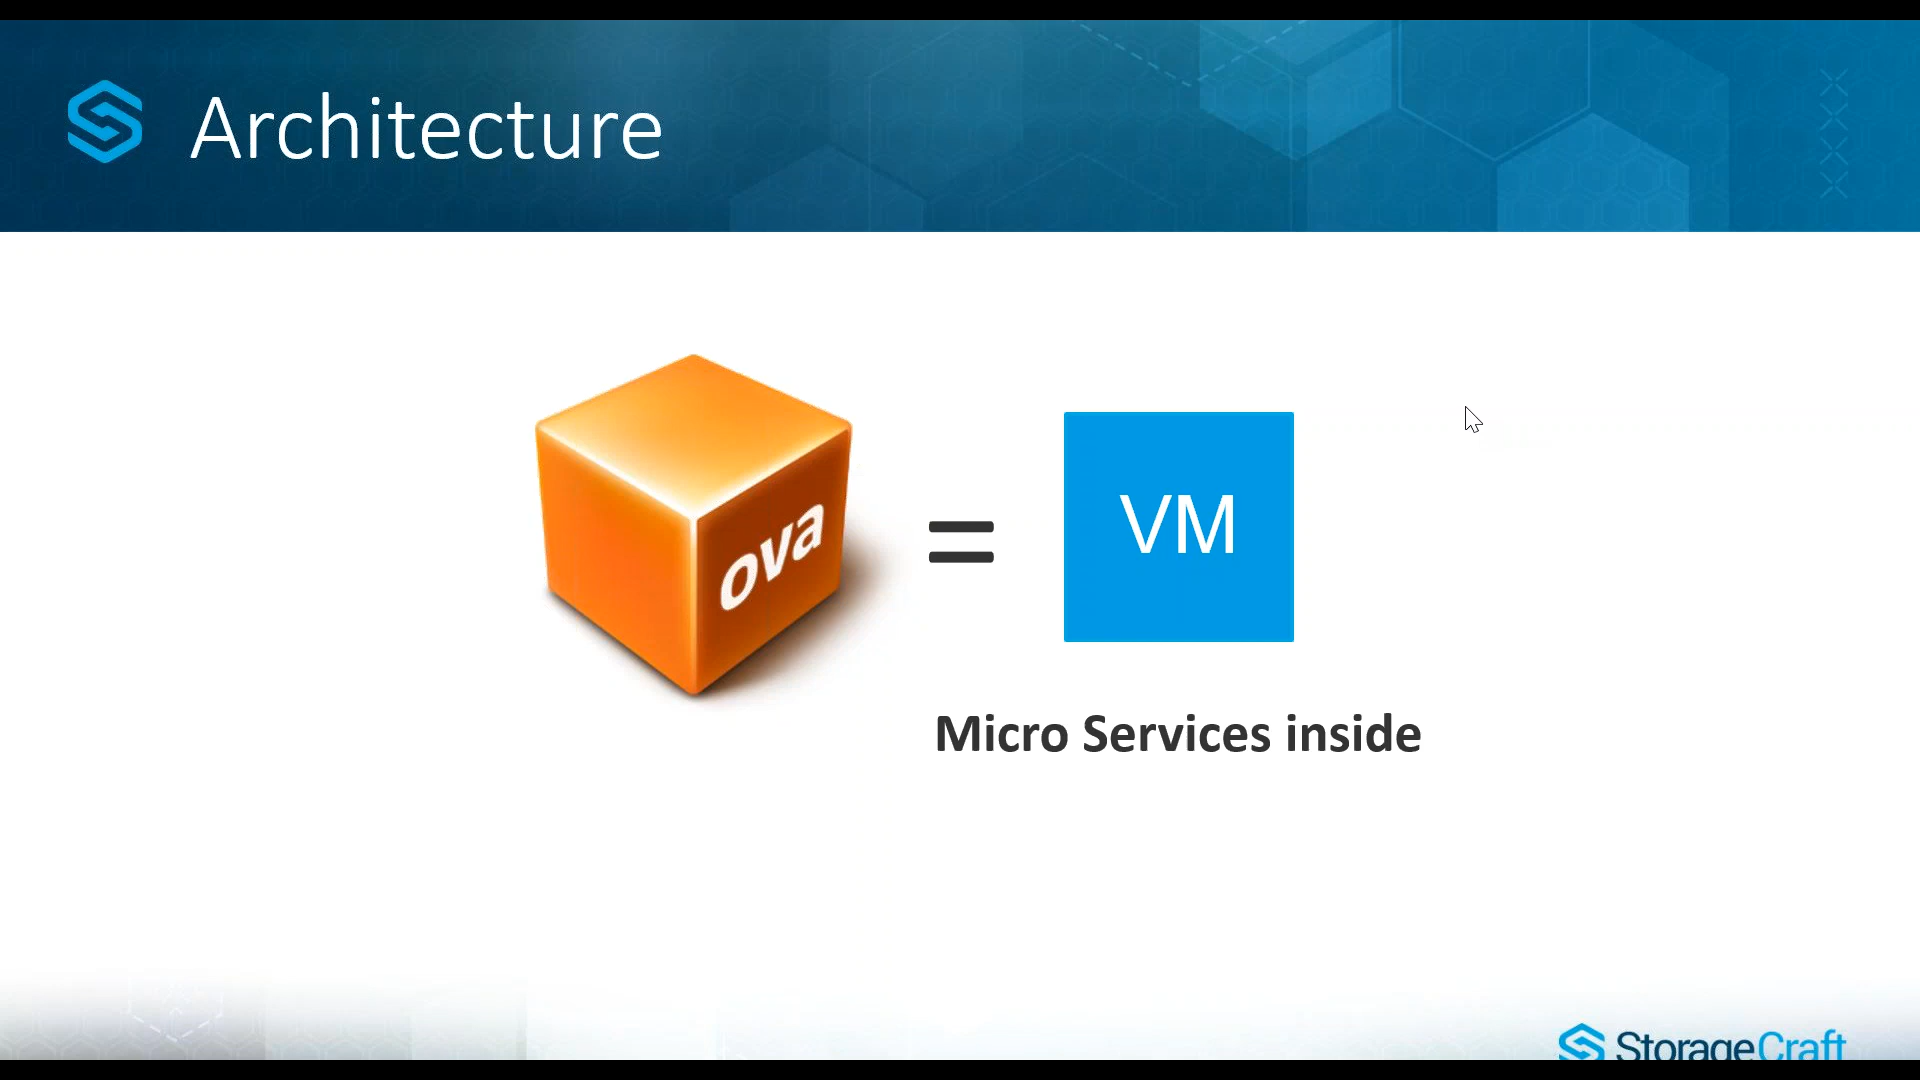 Architecture
ova
=
VM
Micro Services inside
StorageCraft